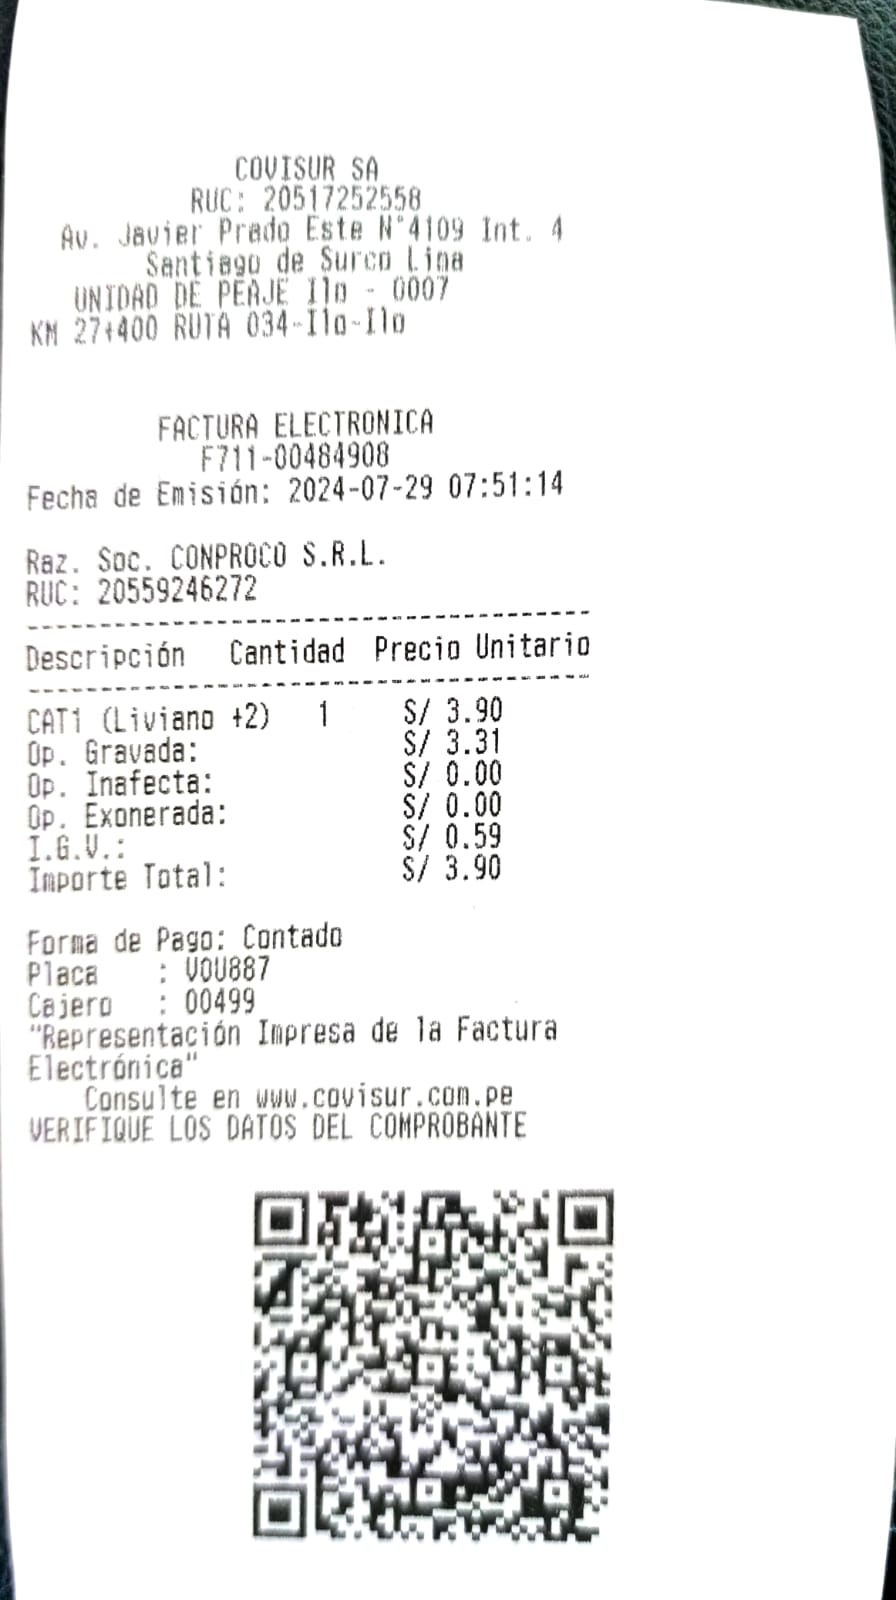 COVISUR SA
RUC: 20517252558
Av. Javier Prado Este N°4109 Int. 4
Santiago de Surco Lima
UNIDAD DE PEAJE Ilo - 0007
KM 27+400 RUTA 034-Ilo-Ilo
FACTURA ELECTRONICA
F711-00484908
Fecha de Emisión: 2024-07-29 07:51:14
Raz. Soc. CONPROCO S.R.L.
RUC: 20559246272
---------------------------------------
Descripción Cantidad Precio Unitario
---------------------------------------
CAT1 (Liviano +2) 1 S/ 3.90
Op. Gravada: S/ 3.31
Op. Inafecta: S/ 0.00
Op. Exonerada: S/ 0.00
I.G.V.: S/ 0.59
Importe Total: S/ 3.90
Forma de Pago: Contado
Placa : VOU887
Cajero : 00499
"Representación Impresa de la Factura
Electrónica"
Consulte en www.covisur.com.pe
VERIFIQUE LOS DATOS DEL COMPROBANTE